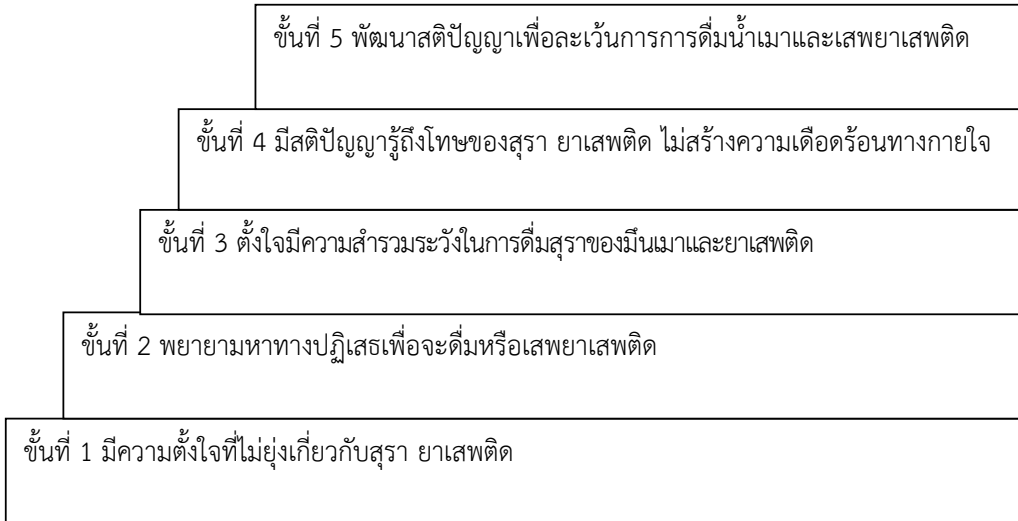 ขั้นที่ 5 พัฒนาสติปัญญาเพื่อละเว้นการการดื่มน้ำเมาและเสพยาเสพติด
ขั้นที่ 4 มีสติปัญญารู้ถึงโทษของสุรา ยาเสพติด ไม่สร้างความเดือดร้อนทางกายใจ
ขั้นที่ 3 ตั้งใจมีความสำรวมระวังในการดื่มสุราของมึนเมาและยาเสพติด
ขั้นที่ 2 พยายามหาทางปฏิเสธเพื่อจะดื่มหรือเสพยาเสพติด
ขั้นที่ 1 มีความตั้งใจที่ไม่ยุ่งเกี่ยวกับสุรา ยาเสพติด